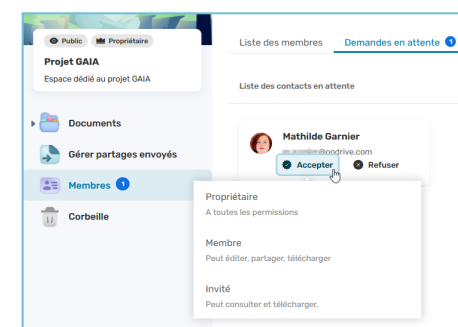 Public Propriétaire
Projet GAIA
Espace dédié au projet GAIA
Documents
Gérer partages envoyés
Membres 1
Corbeille
Liste des membres Demandes en attente 1
Liste des contacts en attente
Mathilde Garnier
@oodrive.com
Accepter Refuser
Propriétaire
A toutes les permissions
Membre
Peut éditer, partager, télécharger
Invité
Peut consulter et télécharger.